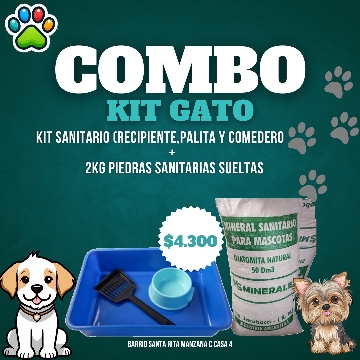 COMBO
KIT GATO
KIT SANITARIO (RECIPIENTE,PALITA Y COMEDERO
+
2KG PIEDRAS SANITARIAS SUELTAS
$4.300
MINERAL SANITARIO
PARA MASCOTAS
DIATOMITA NATURAL
50 Dm3
BARRIO SANTA RITA MANZANA C CASA 4